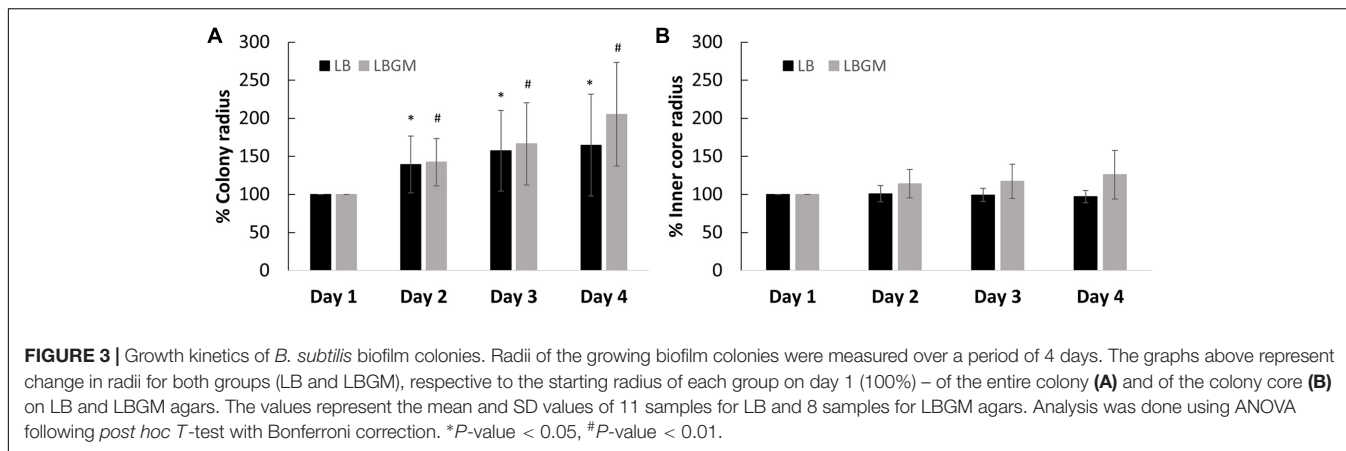 A
B
300
250
200
150
100
50
0
% Colony radius
LB LBGM
* # * # * #
Day 1 Day 2 Day 3 Day 4
300
250
200
150
100
50
0
% Inner core radius
LB LBGM
Day 1 Day 2 Day 3 Day 4
FIGURE 3 | Growth kinetics of B. subtilis biofilm colonies. Radii of the growing biofilm colonies were measured over a period of 4 days. The graphs above represent
change in radii for both groups (LB and LBGM), respective to the starting radius of each group on day 1 (100%) – of the entire colony (A) and of the colony core (B)
on LB and LBGM agars. The values represent the mean and SD values of 11 samples for LB and 8 samples for LBGM agars. Analysis was done using ANOVA
following post hoc T-test with Bonferroni correction. *P-value < 0.05, #P-value < 0.01.